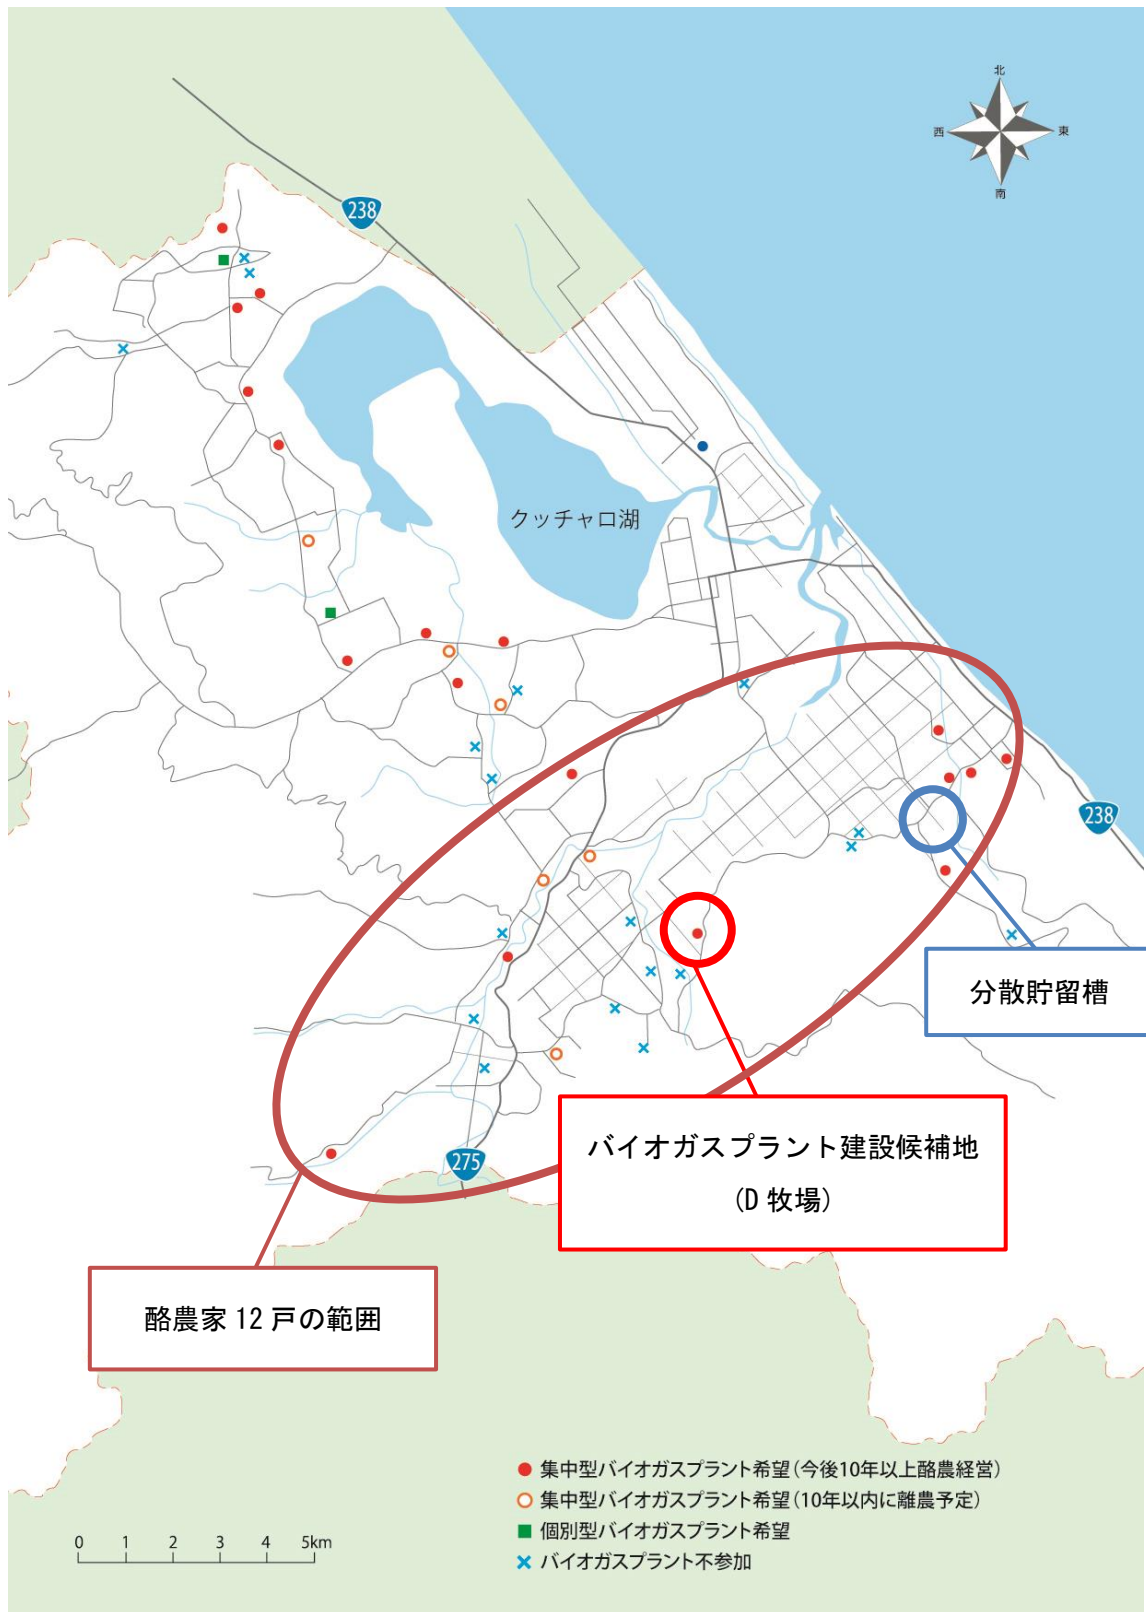 北
西
東
南
238
クッチャロ湖
238
分散貯留槽
バイオガスプラント建設候補地
(D 牧場)
275
酪農家 12 戸の範囲
集中型バイオガスプラント希望(今後10年以上酪農経営)
集中型バイオガスプラント希望(10年以内に離農予定)
個別型バイオガスプラント希望
バイオガスプラント不参加
0 1 2 3 4 5km